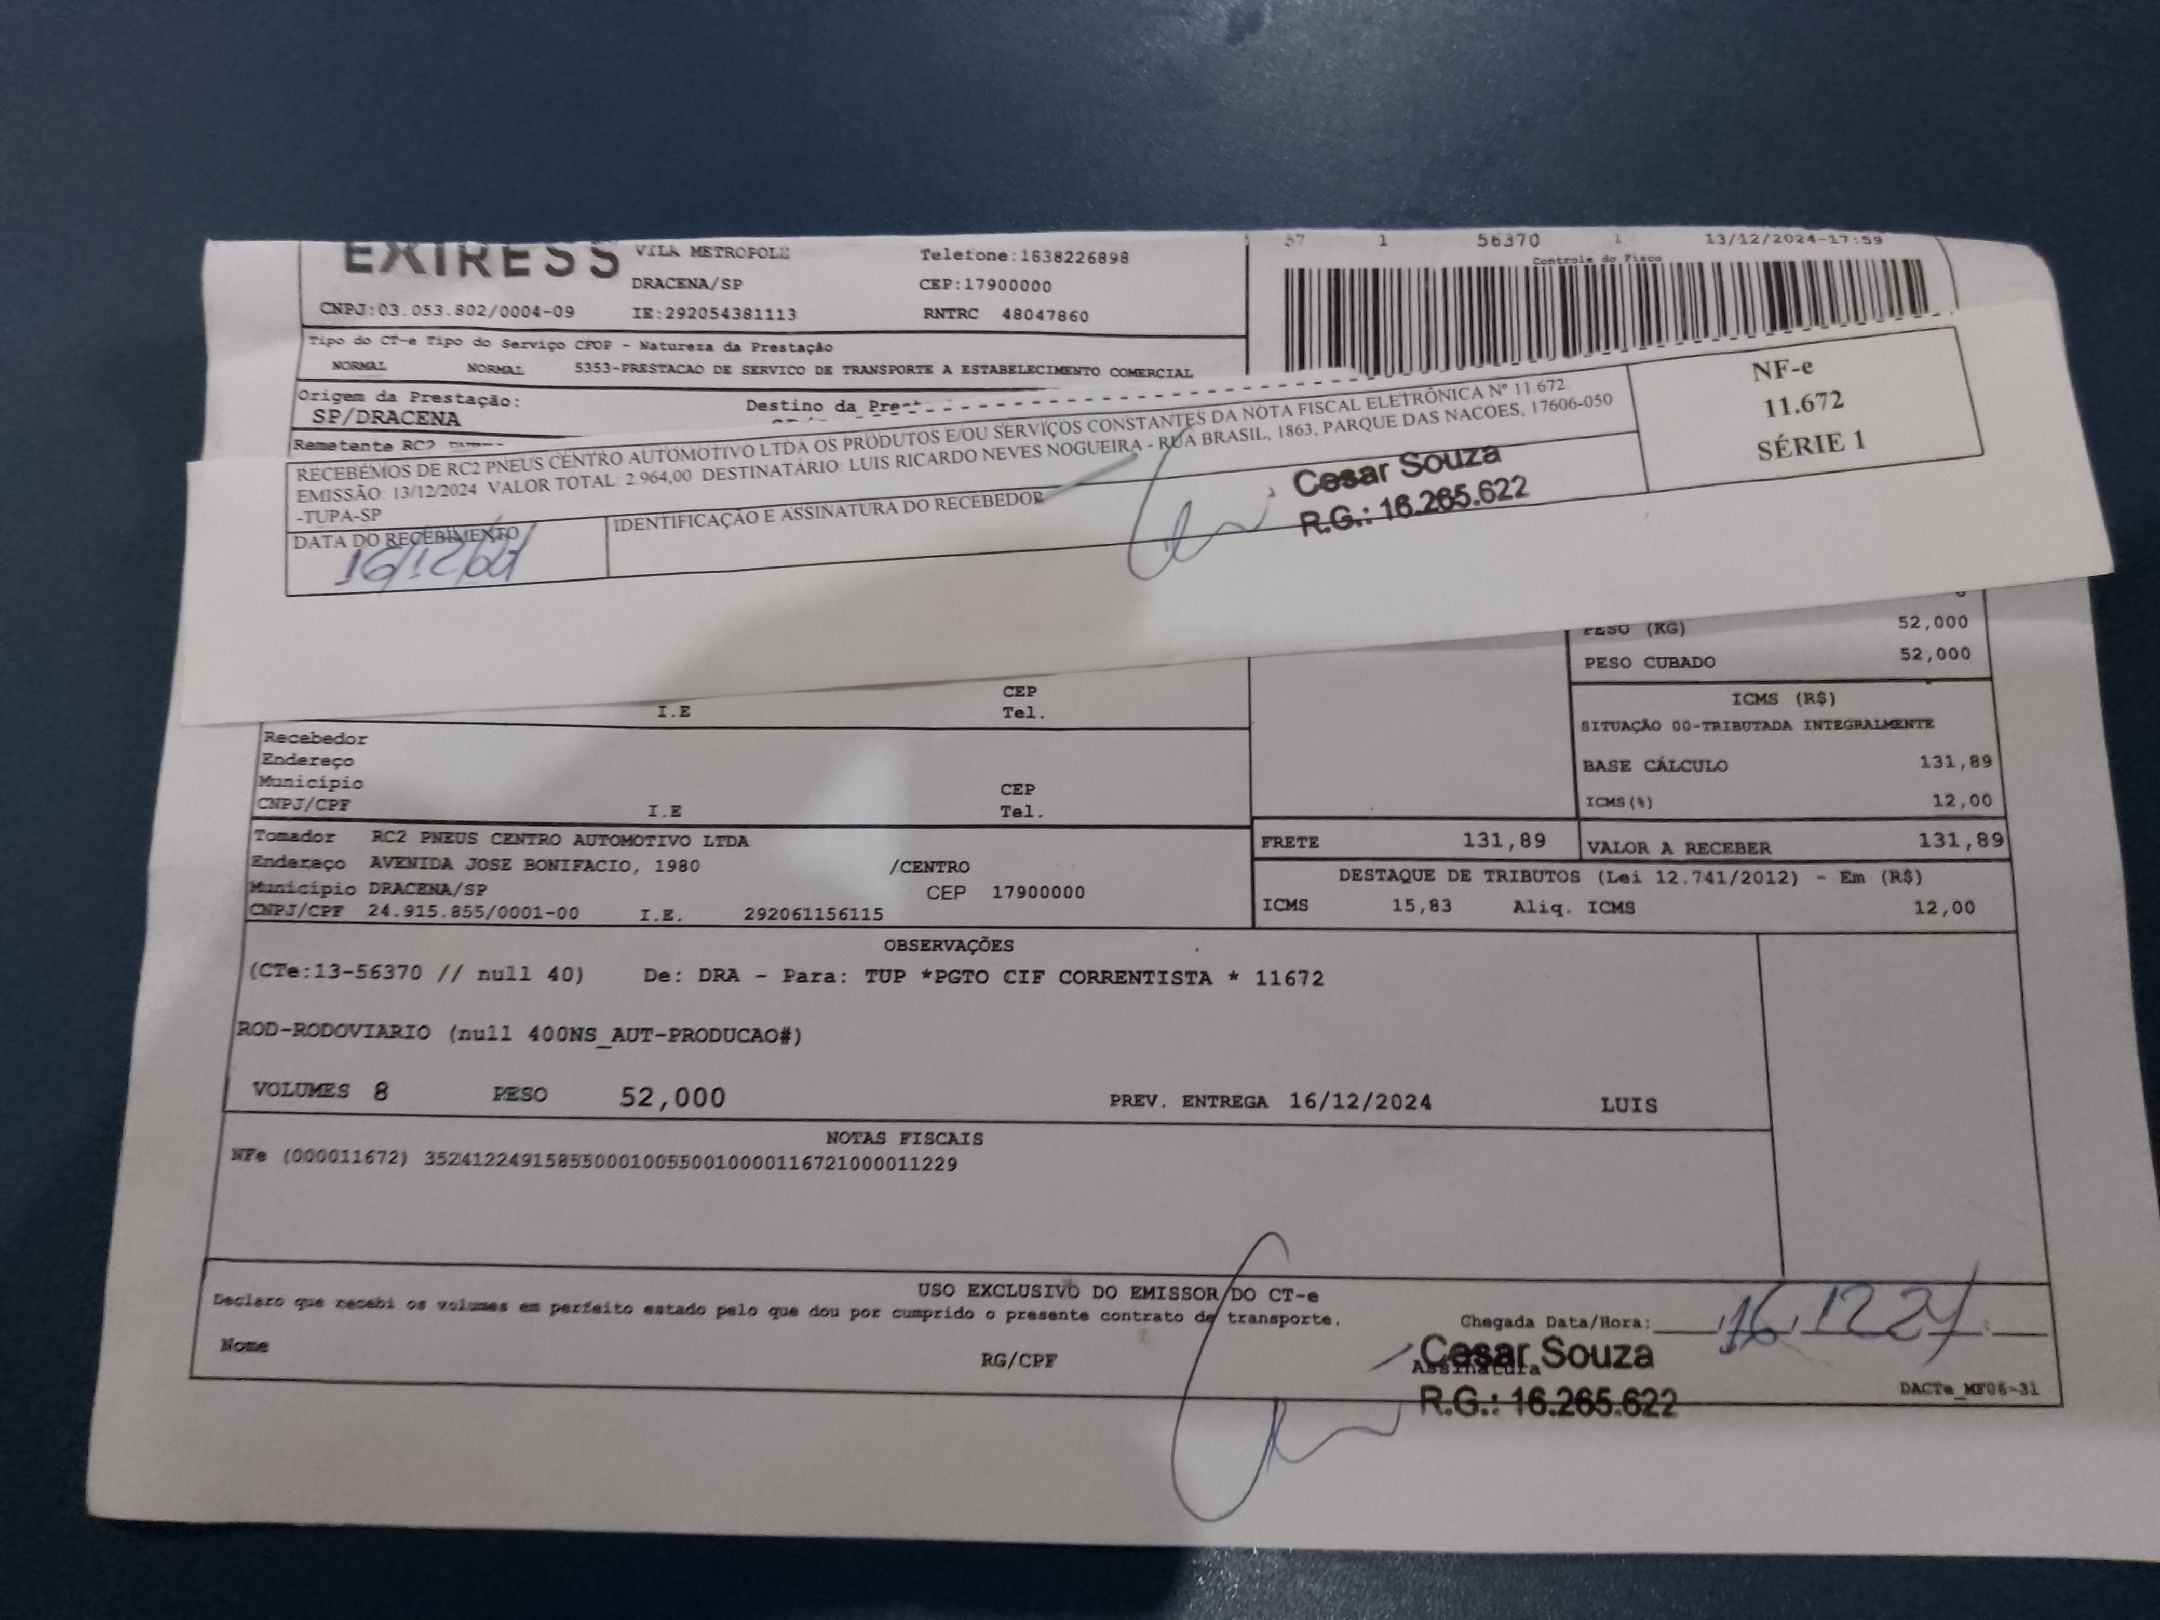 EXPRESS VILA METROPOLE Telefone:1638226898
DRACENA/SP CEP:17900000
CNPJ:03.053.802/0004-09 IE:292054381113 RNTRC 48047860
57 1 56370 1 13/12/2024-17:59
Controle do Fisco
Tipo do CT-e Tipo do Serviço CFOP - Natureza da Prestação
NORMAL NORMAL 5353-PRESTACAO DE SERVICO DE TRANSPORTE A ESTABELECIMENTO COMERCIAL
Origem da Prestação: Destino da
SP/DRACENA
Remetente RC2
RECEBEMOS DE RC2 PNEUS CENTRO AUTOMOTIVO LTDA OS PRODUTOS E/OU SERVIÇOS CONSTANTES DA NOTA FISCAL ELETRÔNICA Nº 11.672
EMISSÃO: 13/12/2024 VALOR TOTAL: 2.964,00 DESTINATÁRIO: LUIS RICARDO NEVES NOGUEIRA - RUA BRASIL, 1863, PARQUE DAS NACOES, 17606-050
-TUPA-SP
NF-e
11.672
SÉRIE 1
DATA DO RECEBIMENTO
16/12/24
IDENTIFICAÇÃO E ASSINATURA DO RECEBEDOR
Cesar Souza
R.G.: 16.265.622
PESO (KG) 52,000
PESO CUBADO 52,000
CEP
I.E Tel.
ICMS (R$)
SITUAÇÃO 00-TRIBUTADA INTEGRALMENTE
BASE CÁLCULO 131,89
ICMS(%) 12,00
Recebedor
Endereço
Município CEP
CNPJ/CPF I.E Tel.
Tomador RC2 PNEUS CENTRO AUTOMOTIVO LTDA
Endereço AVENIDA JOSE BONIFACIO, 1980 /CENTRO
Município DRACENA/SP CEP 17900000
CNPJ/CPF 24.915.855/0001-00 I.E. 292061156115
FRETE 131,89 VALOR A RECEBER 131,89
DESTAQUE DE TRIBUTOS (Lei 12.741/2012) - Em (R$)
ICMS 15,83 Aliq. ICMS 12,00
OBSERVAÇÕES
(CTe:13-56370 // null 40) De: DRA - Para: TUP *PGTO CIF CORRENTISTA * 11672
ROD-RODOVIARIO (null 400NS_AUT-PRODUCAO#)
VOLUMES 8 PESO 52,000 PREV. ENTREGA 16/12/2024 LUIS
NOTAS FISCAIS
NFe (000011672) 35241224915855000100550010000116721000011229
USO EXCLUSIVO DO EMISSOR DO CT-e
Declaro que recebi os volumes em perfeito estado pelo que dou por cumprido o presente contrato de transporte.
Chegada Data/Hora: 16 12 24
Nome RG/CPF Assinatura
Cesar Souza
R.G.: 16.265.622
DACTe_MF06-31